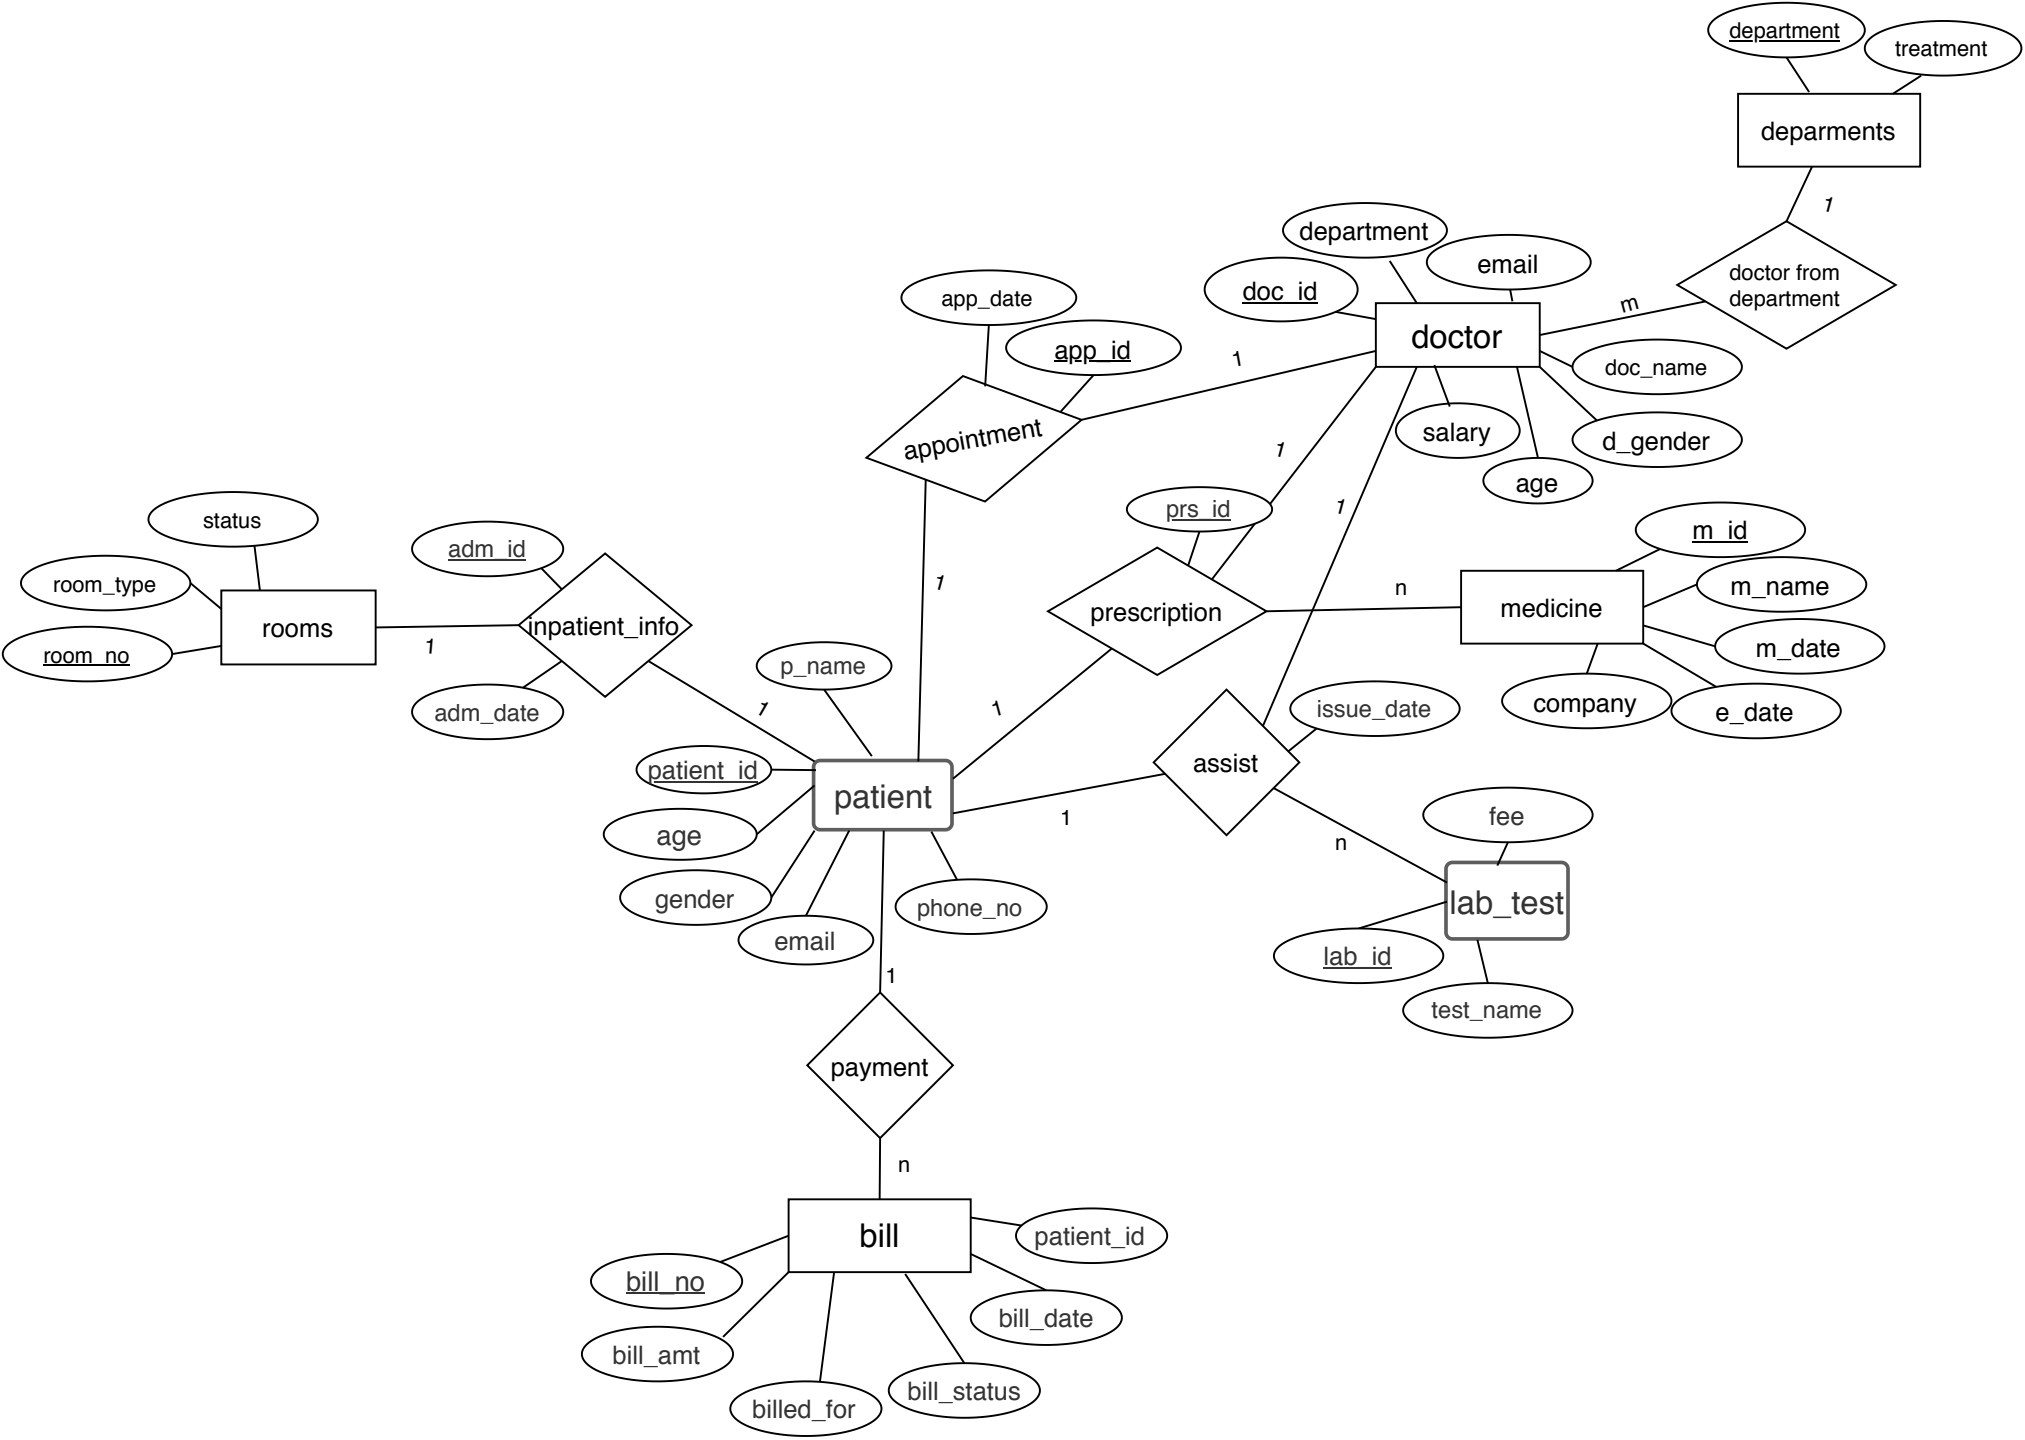 department
treatment
deparments
1
doctor from
department
department
email
doc_id
m
doctor
app_date
app_id
1
doc_name
salary
d_gender
age
appointment
1
prs_id
1
status
adm_id
m_id
room_type
rooms
1
inpatient_info
1
prescription
n
medicine
m_name
room_no
m_date
adm_date
p_name
1
1
issue_date
company
e_date
patient_id
patient
assist
1
age
fee
n
gender
phone_no
lab_test
email
lab_id
1
test_name
payment
n
bill
patient_id
bill_no
bill_date
bill_amt
bill_status
billed_for